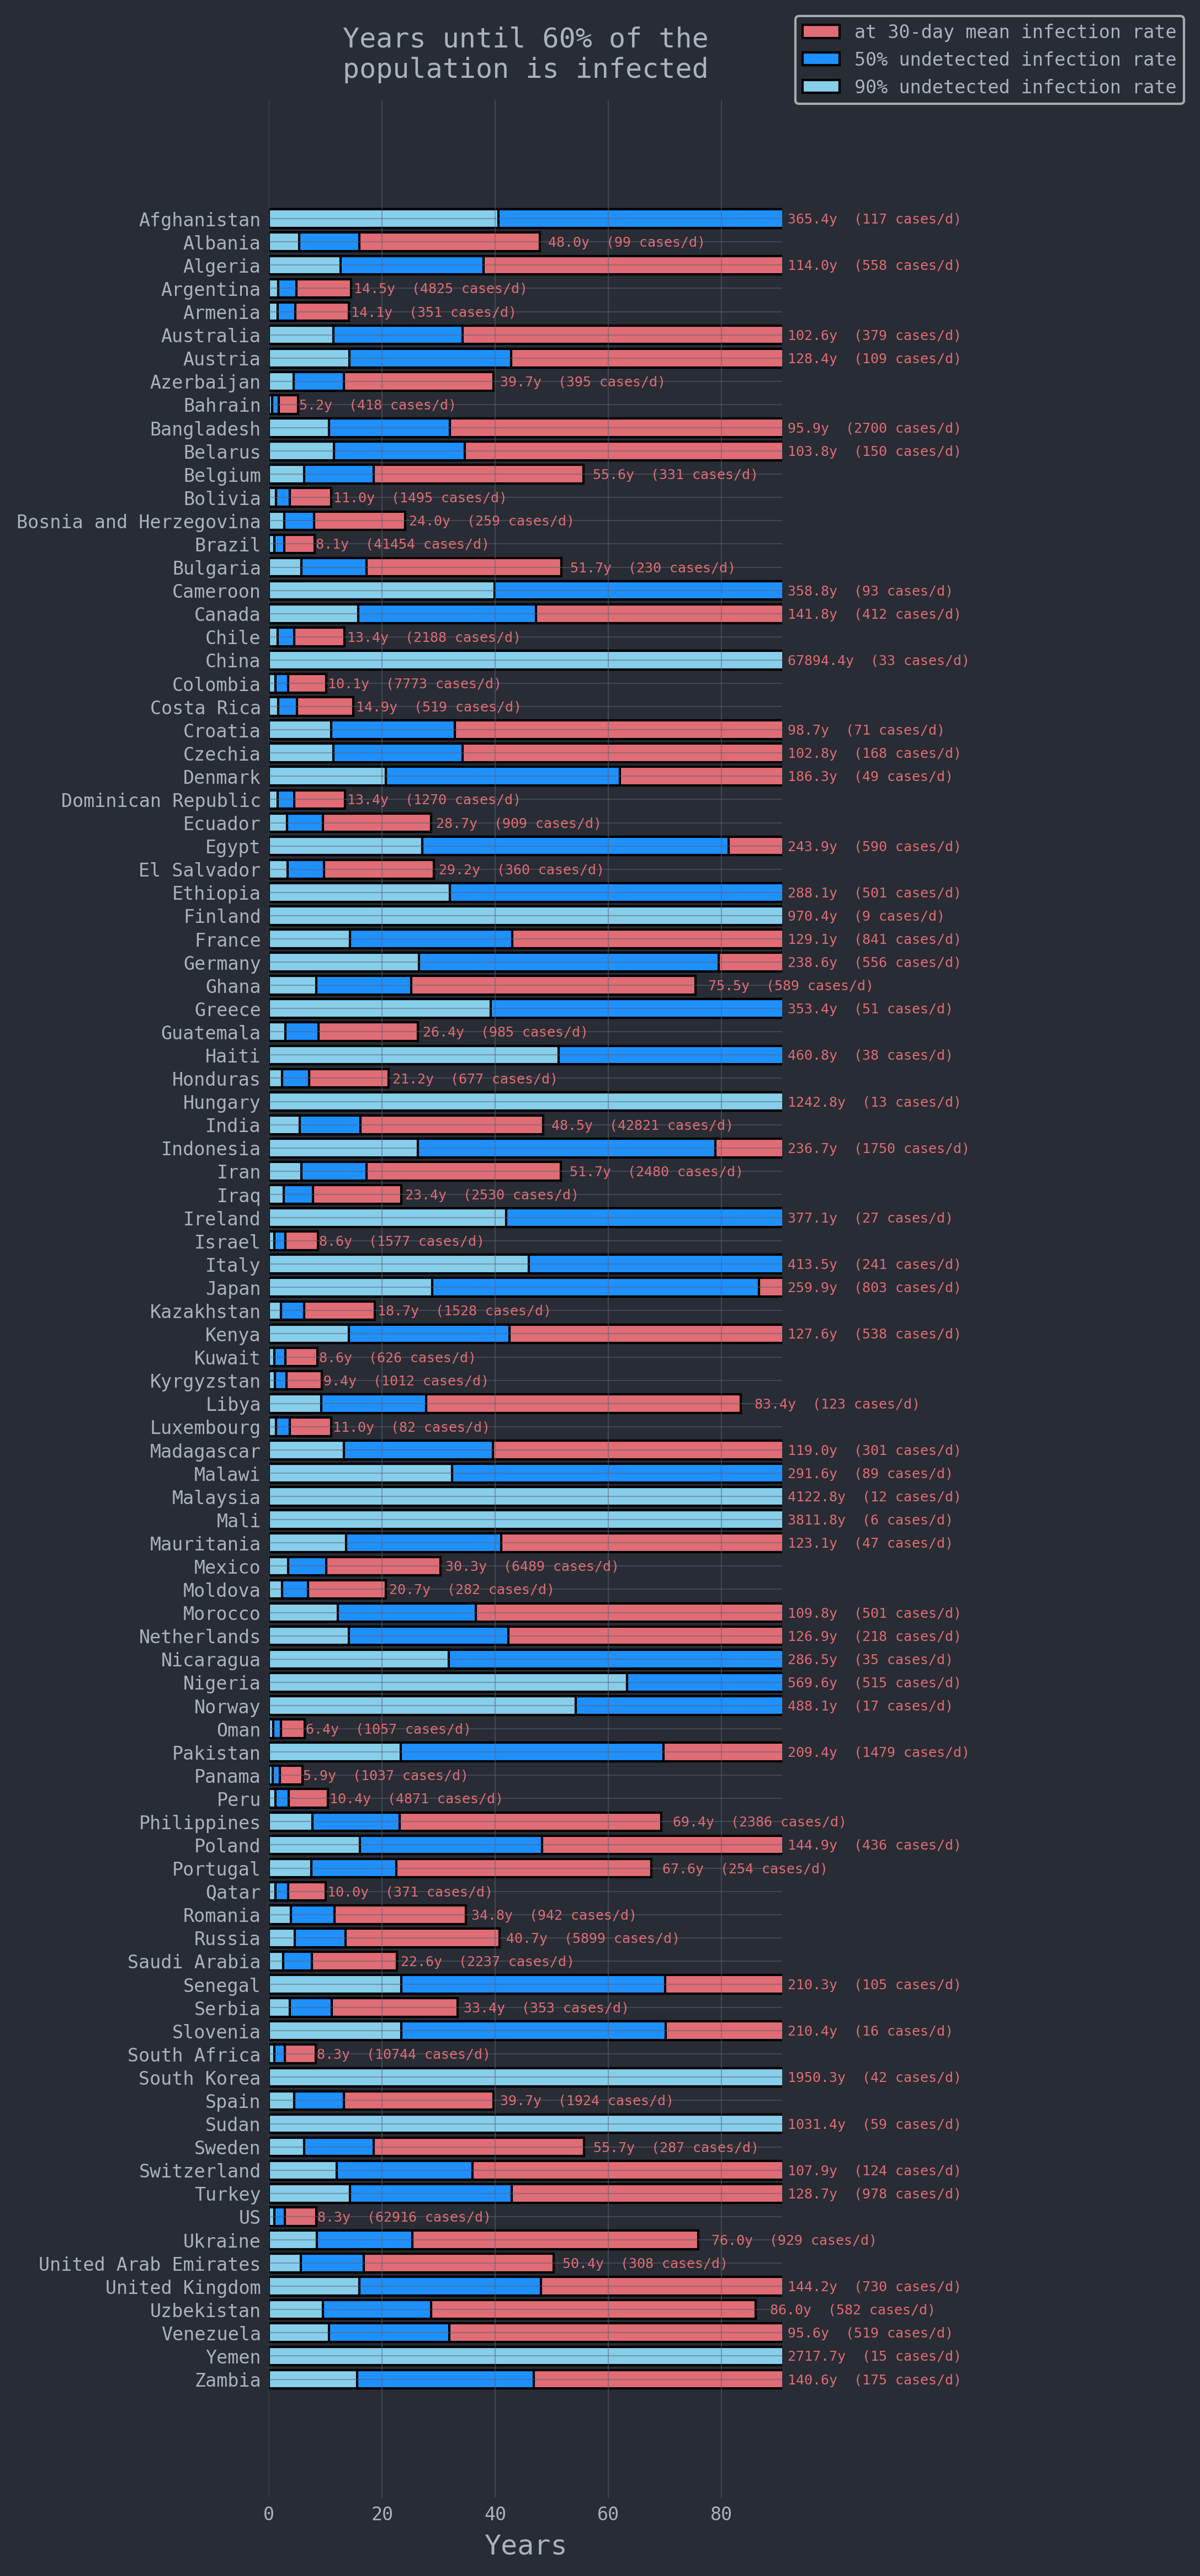 Years until 60% of the
population is infected
at 30-day mean infection rate
50% undetected infection rate
90% undetected infection rate
Afghanistan 365.4y (117 cases/d)
Albania 48.0y (99 cases/d)
Algeria 114.0y (558 cases/d)
Argentina 14.5y (4825 cases/d)
Armenia 14.1y (351 cases/d)
Australia 102.6y (379 cases/d)
Austria 128.4y (109 cases/d)
Azerbaijan 39.7y (395 cases/d)
Bahrain 5.2y (418 cases/d)
Bangladesh 95.9y (2700 cases/d)
Belarus 103.8y (150 cases/d)
Belgium 55.6y (331 cases/d)
Bolivia 11.0y (1495 cases/d)
Bosnia and Herzegovina 24.0y (259 cases/d)
Brazil 8.1y (41454 cases/d)
Bulgaria 51.7y (230 cases/d)
Cameroon 358.8y (93 cases/d)
Canada 141.8y (412 cases/d)
Chile 13.4y (2188 cases/d)
China 67894.4y (33 cases/d)
Colombia 10.1y (7773 cases/d)
Costa Rica 14.9y (519 cases/d)
Croatia 98.7y (71 cases/d)
Czechia 102.8y (168 cases/d)
Denmark 186.3y (49 cases/d)
Dominican Republic 13.4y (1270 cases/d)
Ecuador 28.7y (909 cases/d)
Egypt 243.9y (590 cases/d)
El Salvador 29.2y (360 cases/d)
Ethiopia 288.1y (501 cases/d)
Finland 970.4y (9 cases/d)
France 129.1y (841 cases/d)
Germany 238.6y (556 cases/d)
Ghana 75.5y (589 cases/d)
Greece 353.4y (51 cases/d)
Guatemala 26.4y (985 cases/d)
Haiti 460.8y (38 cases/d)
Honduras 21.2y (677 cases/d)
Hungary 1242.8y (13 cases/d)
India 48.5y (42821 cases/d)
Indonesia 236.7y (1750 cases/d)
Iran 51.7y (2480 cases/d)
Iraq 23.4y (2530 cases/d)
Ireland 377.1y (27 cases/d)
Israel 8.6y (1577 cases/d)
Italy 413.5y (241 cases/d)
Japan 259.9y (803 cases/d)
Kazakhstan 18.7y (1528 cases/d)
Kenya 127.6y (538 cases/d)
Kuwait 8.6y (626 cases/d)
Kyrgyzstan 9.4y (1012 cases/d)
Libya 83.4y (123 cases/d)
Luxembourg 11.0y (82 cases/d)
Madagascar 119.0y (301 cases/d)
Malawi 291.6y (89 cases/d)
Malaysia 4122.8y (12 cases/d)
Mali 3811.8y (6 cases/d)
Mauritania 123.1y (47 cases/d)
Mexico 30.3y (6489 cases/d)
Moldova 20.7y (282 cases/d)
Morocco 109.8y (501 cases/d)
Netherlands 126.9y (218 cases/d)
Nicaragua 286.5y (35 cases/d)
Nigeria 569.6y (515 cases/d)
Norway 488.1y (17 cases/d)
Oman 6.4y (1057 cases/d)
Pakistan 209.4y (1479 cases/d)
Panama 5.9y (1037 cases/d)
Peru 10.4y (4871 cases/d)
Philippines 69.4y (2386 cases/d)
Poland 144.9y (436 cases/d)
Portugal 67.6y (254 cases/d)
Qatar 10.0y (371 cases/d)
Romania 34.8y (942 cases/d)
Russia 40.7y (5899 cases/d)
Saudi Arabia 22.6y (2237 cases/d)
Senegal 210.3y (105 cases/d)
Serbia 33.4y (353 cases/d)
Slovenia 210.4y (16 cases/d)
South Africa 8.3y (10744 cases/d)
South Korea 1950.3y (42 cases/d)
Spain 39.7y (1924 cases/d)
Sudan 1031.4y (59 cases/d)
Sweden 55.7y (287 cases/d)
Switzerland 107.9y (124 cases/d)
Turkey 128.7y (978 cases/d)
US 8.3y (62916 cases/d)
Ukraine 76.0y (929 cases/d)
United Arab Emirates 50.4y (308 cases/d)
United Kingdom 144.2y (730 cases/d)
Uzbekistan 86.0y (582 cases/d)
Venezuela 95.6y (519 cases/d)
Yemen 2717.7y (15 cases/d)
Zambia 140.6y (175 cases/d)
0 20 40 60 80
Years